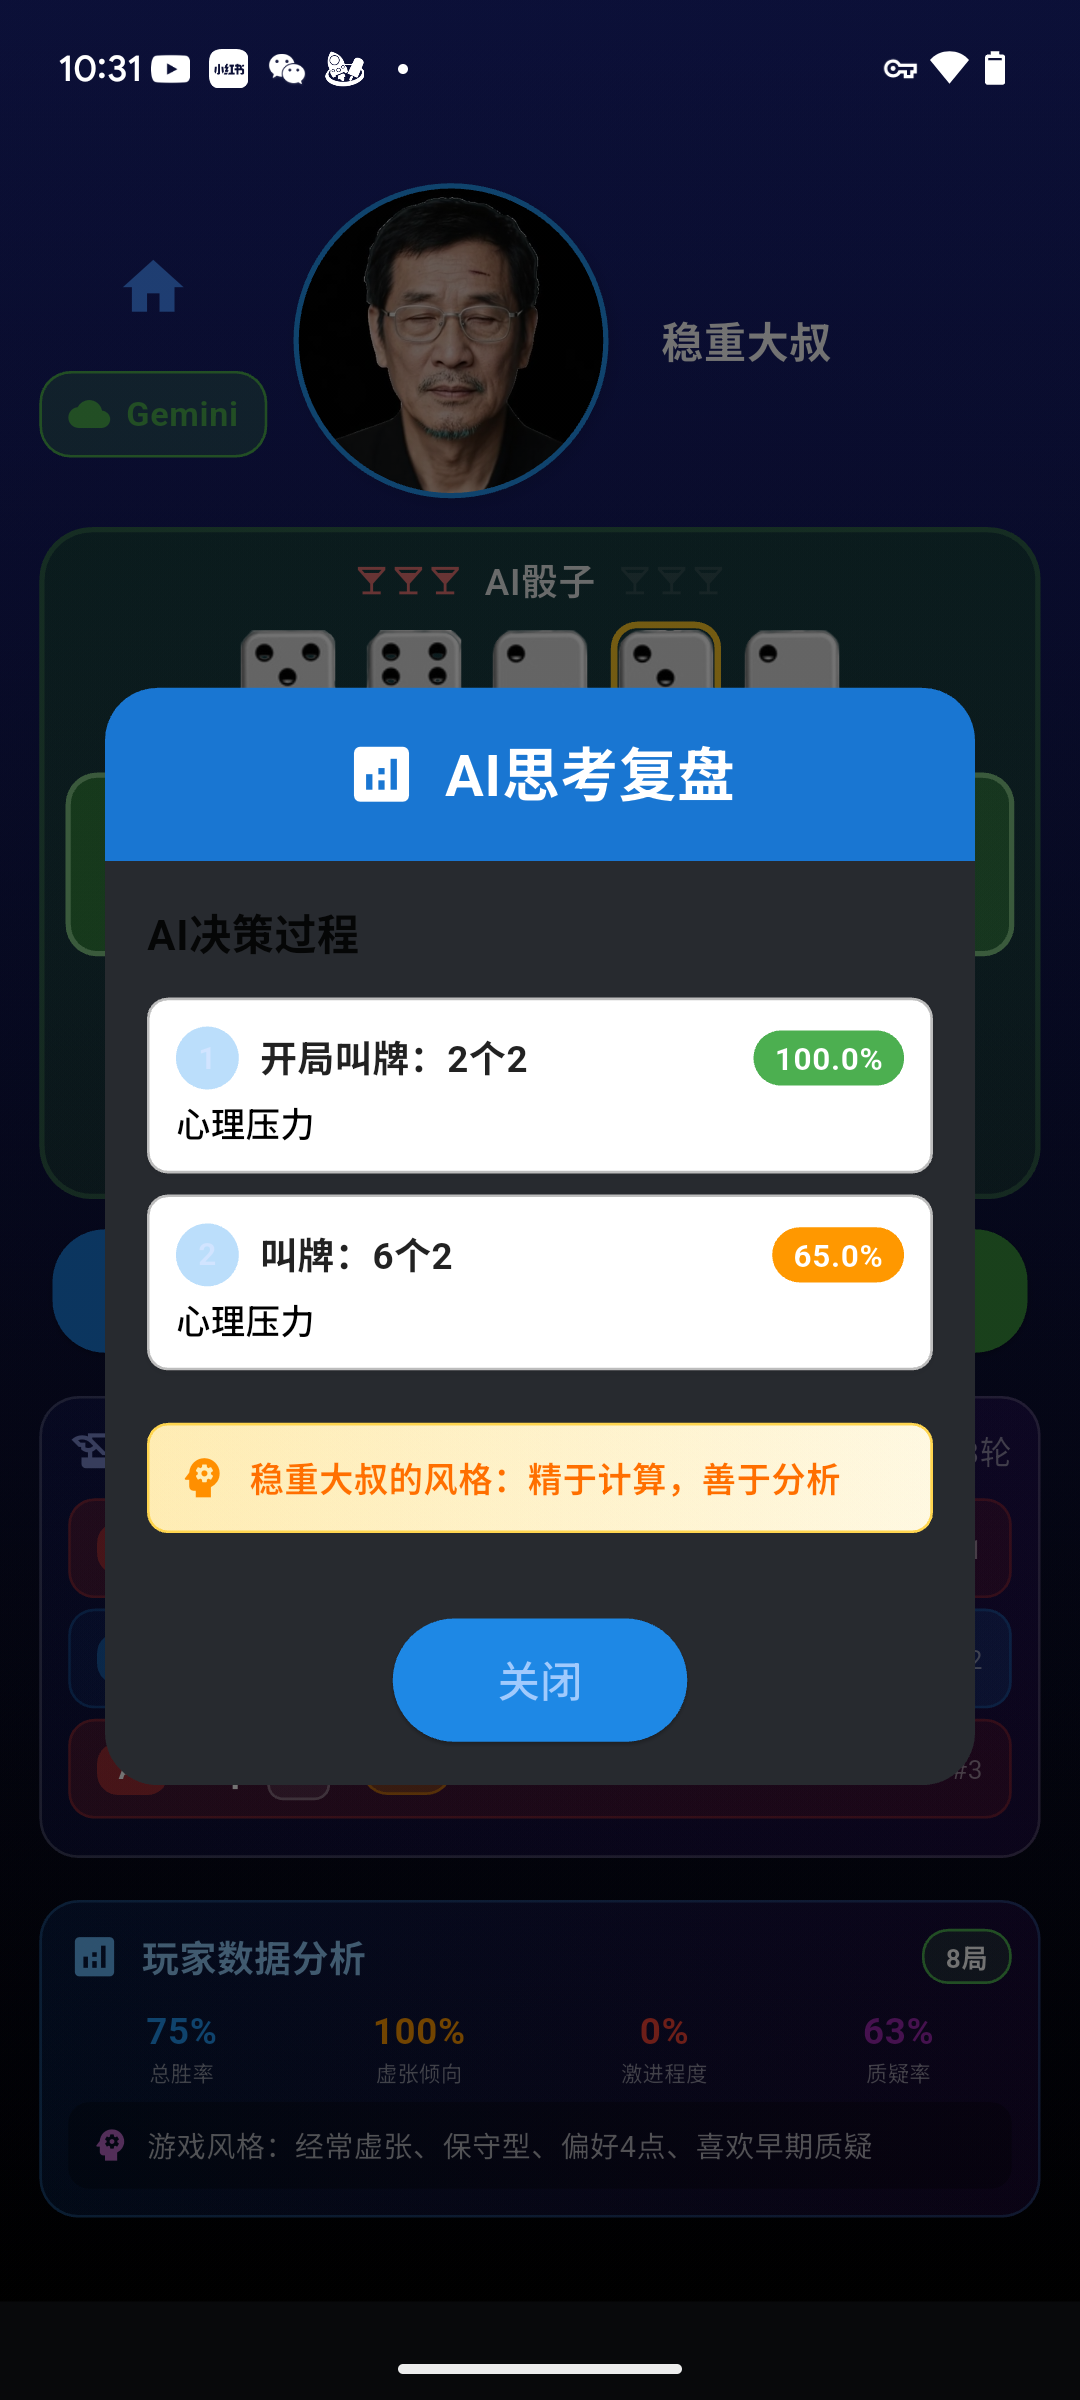 10:31
小红书
Gemini
稳重大叔
AI骰子
AI思考复盘
AI决策过程
1 开局叫牌：2个2 100.0%
心理压力
2 叫牌：6个2 65.0%
心理压力
稳重大叔的风格：精于计算，善于分析
轮
关闭
#3
玩家数据分析 8局
75% 100% 0% 63%
总胜率 虚张倾向 激进程度 质疑率
游戏风格：经常虚张、保守型、偏好4点、喜欢早期质疑